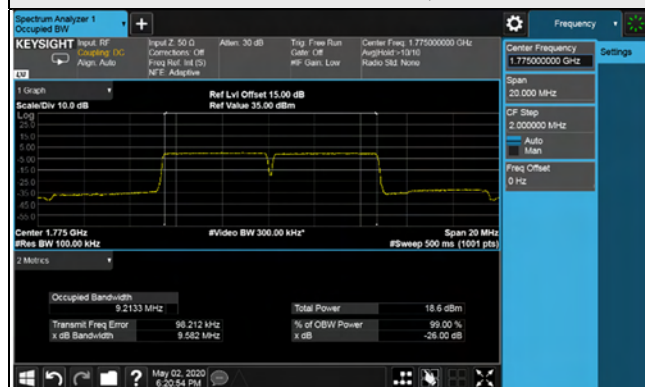 Spectrum Analyzer 1
Occupied BW
Frequency
KEYSIGHT
Input: RF
Coupling: DC
Align: Auto
Input Z: 50 Ω
Corrections: Off
Freq Ref: Int (S)
NFE: Adaptive
Atten: 30 dB
Trig: Free Run
Gate: Off
#IF Gain: Low
Center Freq: 1.775000000 GHz
Avg|Hold:>10/10
Radio Std: None
LXI
Center Frequency
1.775000000 GHz
Settings
Span
20.000 MHz
CF Step
2.000000 MHz
Auto
Man
Freq Offset
0 Hz
1 Graph
Scale/Div 10.0 dB
Ref Lvl Offset 15.00 dB
Ref Value 35.00 dBm
Log
25.0
15.0
5.00
-5.00
-15.0
-25.0
-35.0
-45.0
-55.0
Center 1.775 GHz
#Res BW 100.00 kHz
#Video BW 300.00 kHz*
Span 20 MHz
#Sweep 500 ms (1001 pts)
2 Metrics
Occupied Bandwidth
9.2133 MHz
Total Power 18.6 dBm
Transmit Freq Error 98.212 kHz % of OBW Power 99.00 %
x dB Bandwidth 9.582 MHz x dB -26.00 dB
?
May 02, 2020
6:20:54 PM